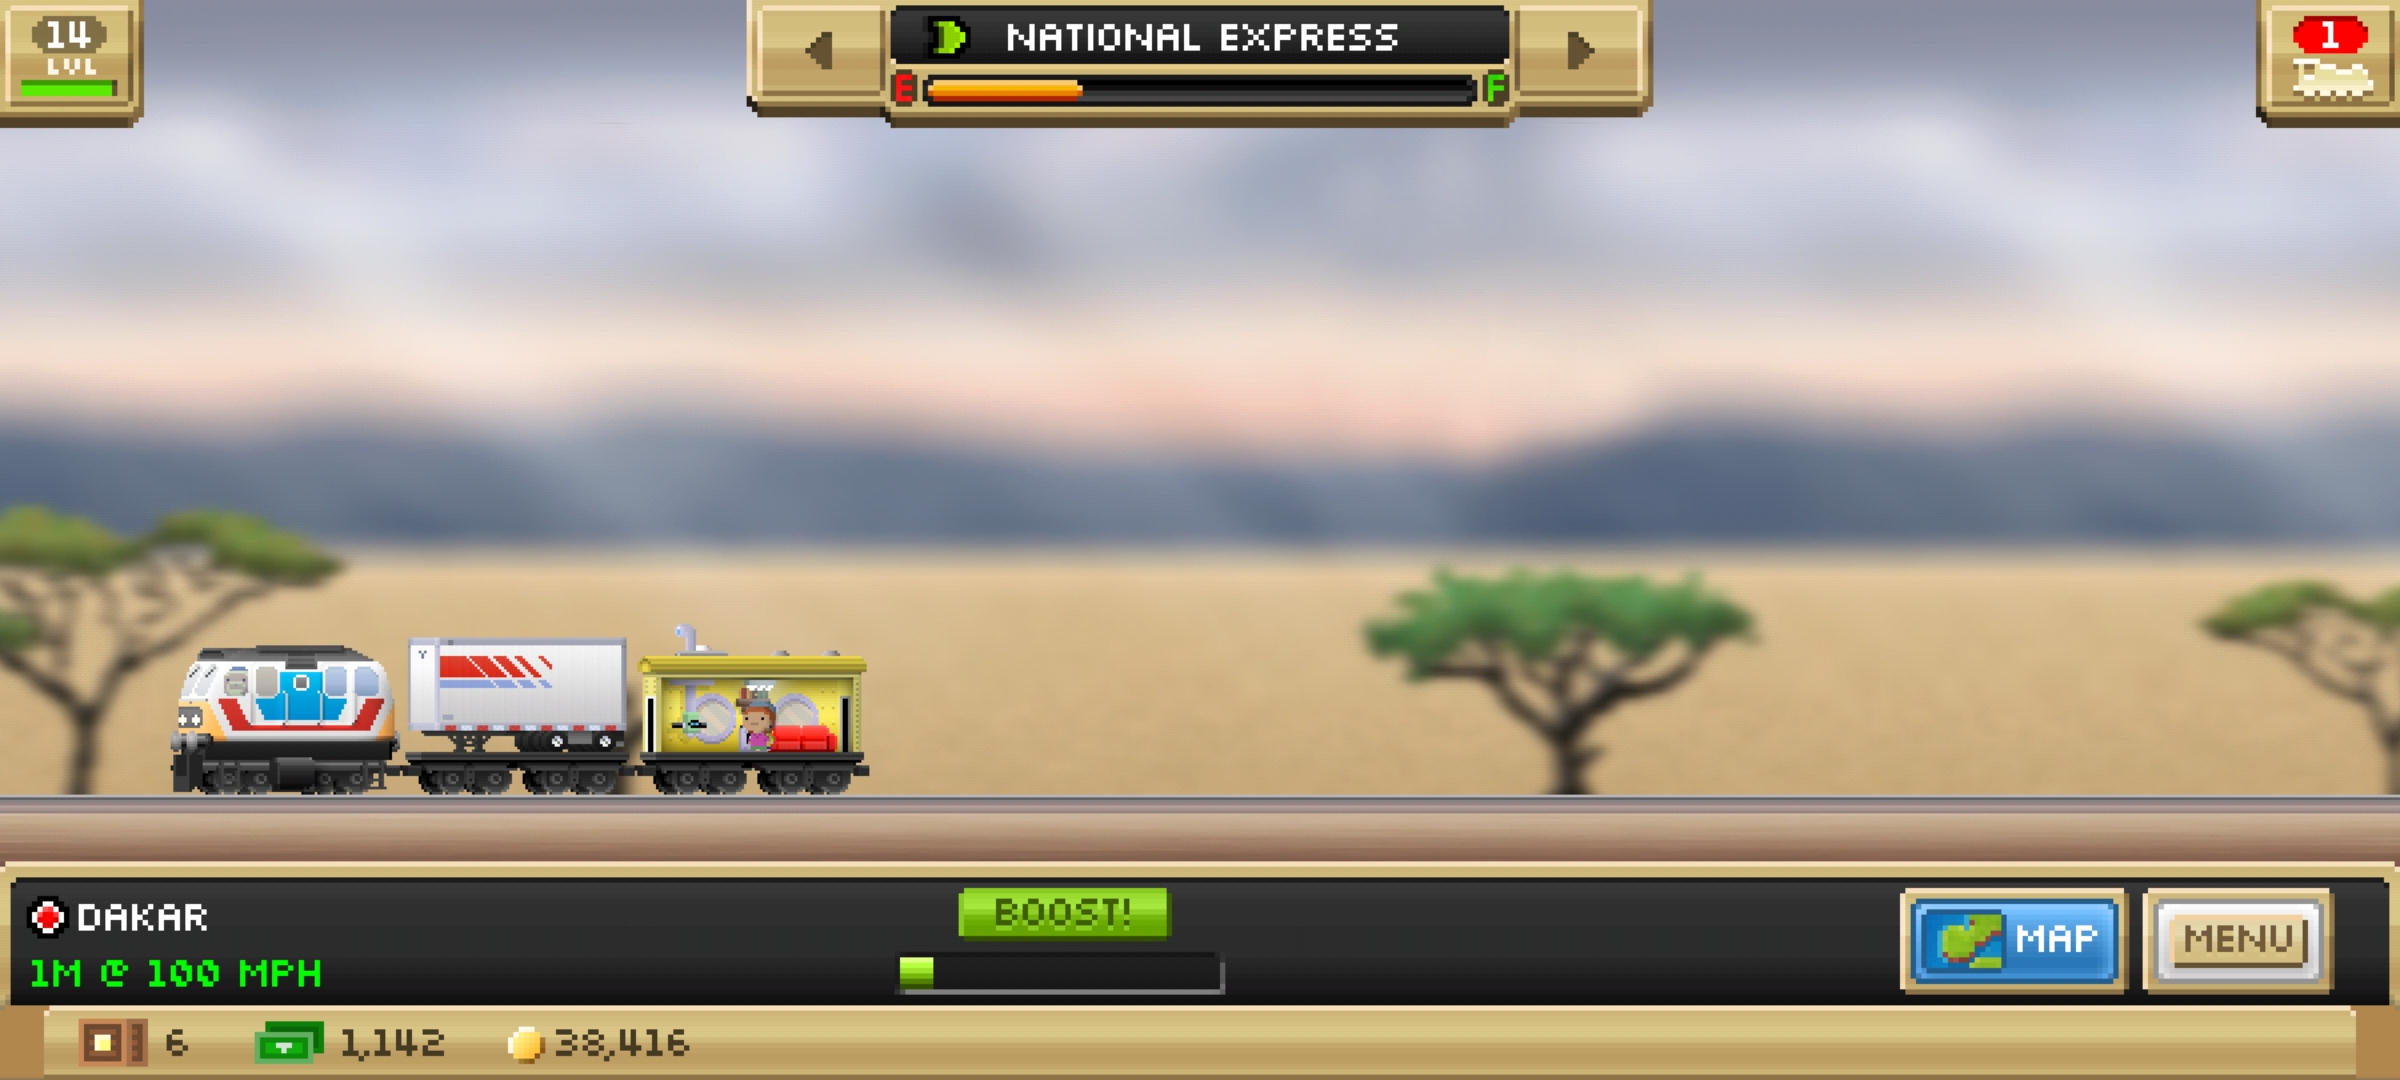 14
LVL
NATIONAL EXPRESS
E F
1
DAKAR
1M @ 100 MPH
BOOST!
MAP
MENU
6
1,142
38,416